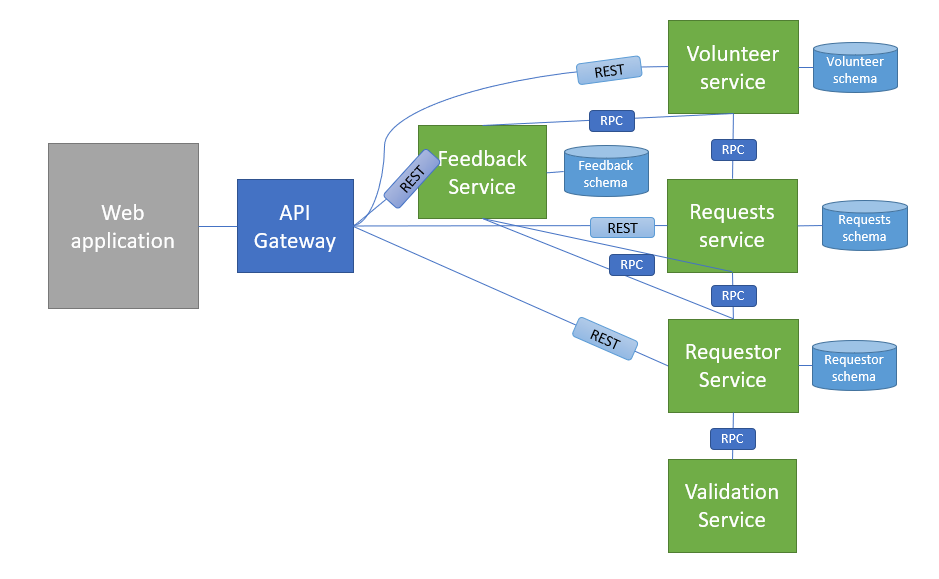 Volunteer
service
Volunteer
schema
REST
RPC
RPC
Feedback
Service
Feedback
schema
REST
Web
application
API
Gateway
Requests
service
Requests
schema
REST
RPC
RPC
REST
Requestor
Service
Requestor
schema
RPC
Validation
Service